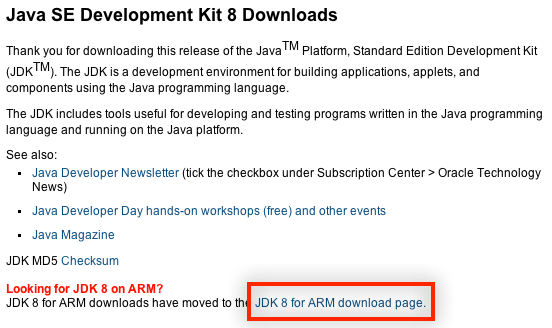 Java SE Development Kit 8 Downloads
Thank you for downloading this release of the Java™ Platform, Standard Edition Development Kit
(JDK™). The JDK is a development environment for building applications, applets, and
components using the Java programming language.
The JDK includes tools useful for developing and testing programs written in the Java programming
language and running on the Java platform.
See also:
Java Developer Newsletter (tick the checkbox under Subscription Center > Oracle Technology
News)
Java Developer Day hands-on workshops (free) and other events
Java Magazine
JDK MD5 Checksum
Looking for JDK 8 on ARM?
JDK 8 for ARM downloads have moved to the JDK 8 for ARM download page.